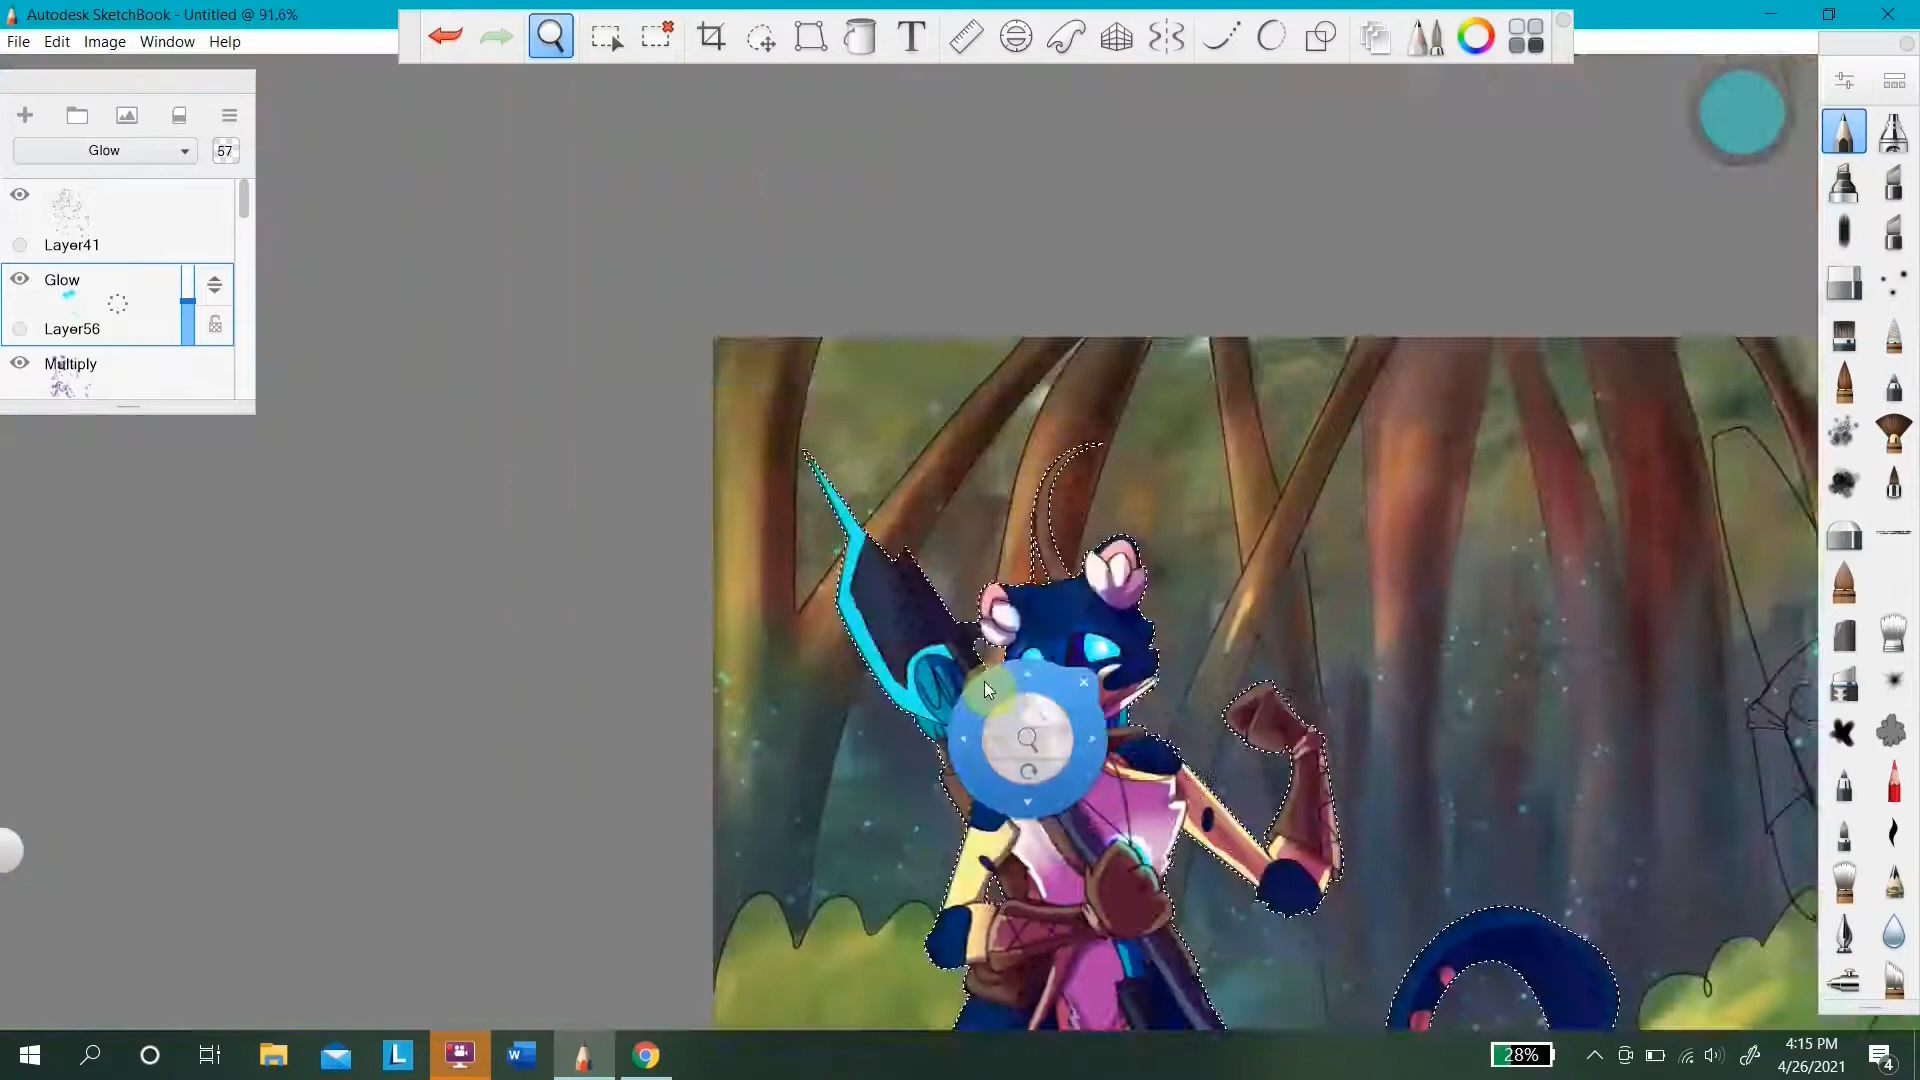 Autodesk SketchBook - Untitled @ 91.6%
File Edit Image Window Help
Glow 57
Layer41
Glow
Layer56
Multiply
28%
4:15 PM
4/26/2021
4